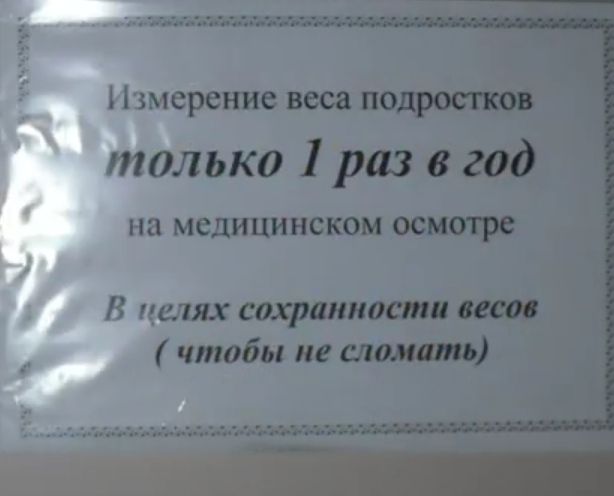 Измерение веса подростков
только 1 раз в год
на медицинском осмотре
В целях сохранности весов
( чтобы не сломать)